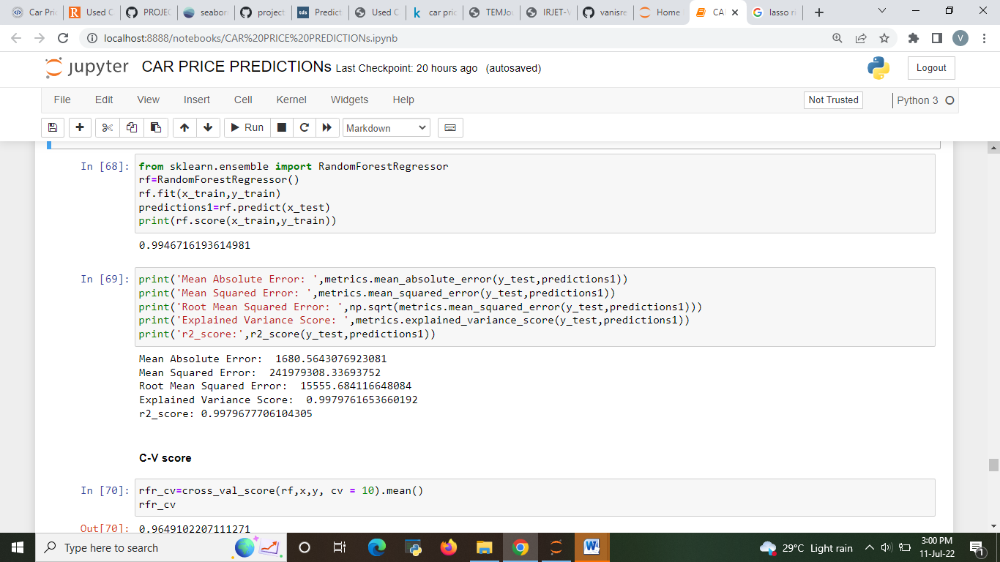 Car Pri
Used C
PROJEC
seabor
project
Predict
Used C
car pric
TEMJou
IRJET-V
vanisre
Home
CA
lasso r
localhost:8888/notebooks/CAR%20PRICE%20PREDICTIONs.ipynb
V
jupyter CAR PRICE PREDICTIONs Last Checkpoint: 20 hours ago (autosaved)
Logout
File Edit View Insert Cell Kernel Widgets Help
Not Trusted
Python 3
Run
Markdown
In [68]: from sklearn.ensemble import RandomForestRegressor
rf=RandomForestRegressor()
rf.fit(x_train,y_train)
predictions1=rf.predict(x_test)
print(rf.score(x_train,y_train))
0.9946716193614981
In [69]: print('Mean Absolute Error: ',metrics.mean_absolute_error(y_test,predictions1))
print('Mean Squared Error: ',metrics.mean_squared_error(y_test,predictions1))
print('Root Mean Squared Error: ',np.sqrt(metrics.mean_squared_error(y_test,predictions1)))
print('Explained Variance Score: ',metrics.explained_variance_score(y_test,predictions1))
print('r2_score:',r2_score(y_test,predictions1))
Mean Absolute Error:  1680.5643076923081
Mean Squared Error:  241979308.33693752
Root Mean Squared Error:  15555.684116648084
Explained Variance Score:  0.9979761653660192
r2_score: 0.9979677706104305
C-V score
In [70]: rfr_cv=cross_val_score(rf,x,y, cv = 10).mean()
rfr_cv
Out[70]: 0.9649102207111271
Type here to search
29°C Light rain
3:00 PM
11-Jul-22
1